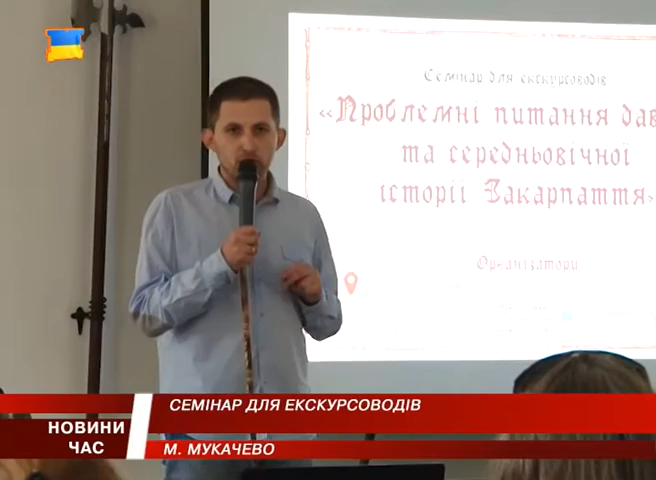 Семінар для екскурсоводів
«Проблемні питання дав
та середньовічної
історії Закарпаття»
Організатори
СЕМІНАР ДЛЯ ЕКСКУРСОВОДІВ
НОВИНИ
ЧАС
М. МУКАЧЕВО